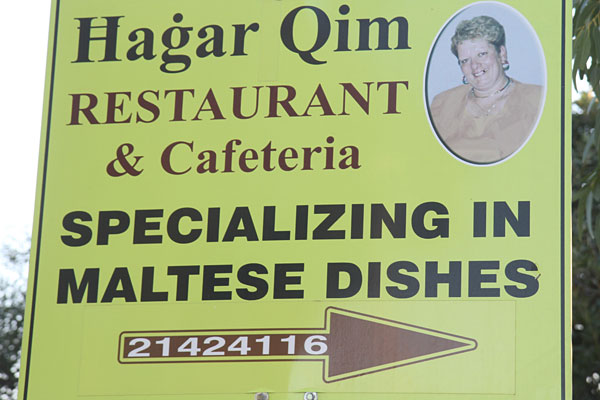 Ħaġar Qim
RESTAURANT
& Cafeteria
SPECIALIZING IN
MALTESE DISHES
21424116